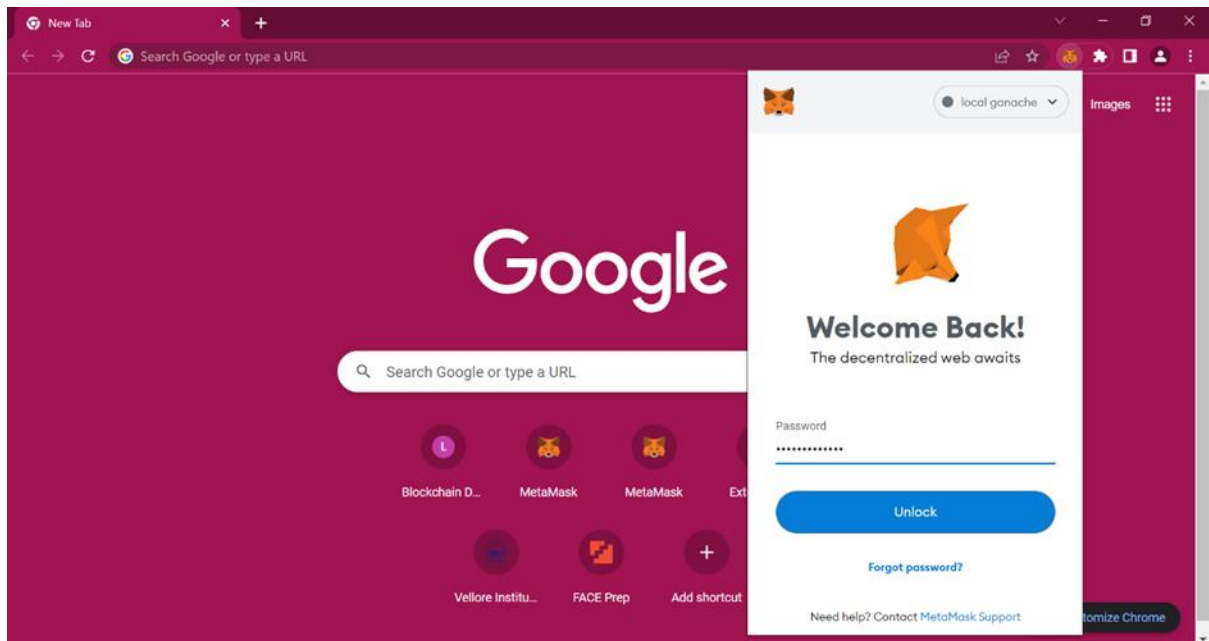 New Tab
Search Google or type a URL
local ganache
Images
Google
Welcome Back!
The decentralized web awaits
Search Google or type a URL
Password
•••••••••••••
Unlock
L
Blockchain D...
MetaMask
MetaMask
Ext
Forgot password?
Vellore Institu...
FACE Prep
Add shortcut
Need help? Contact MetaMask Support
tomize Chrome